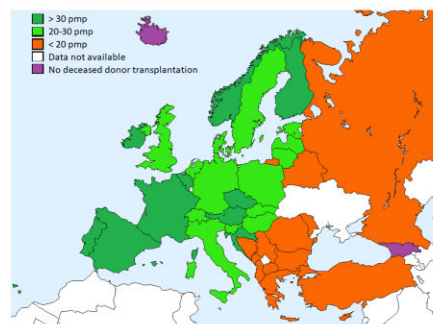 > 30 pmp
20-30 pmp
< 20 pmp
Data not available
No deceased donor transplantation